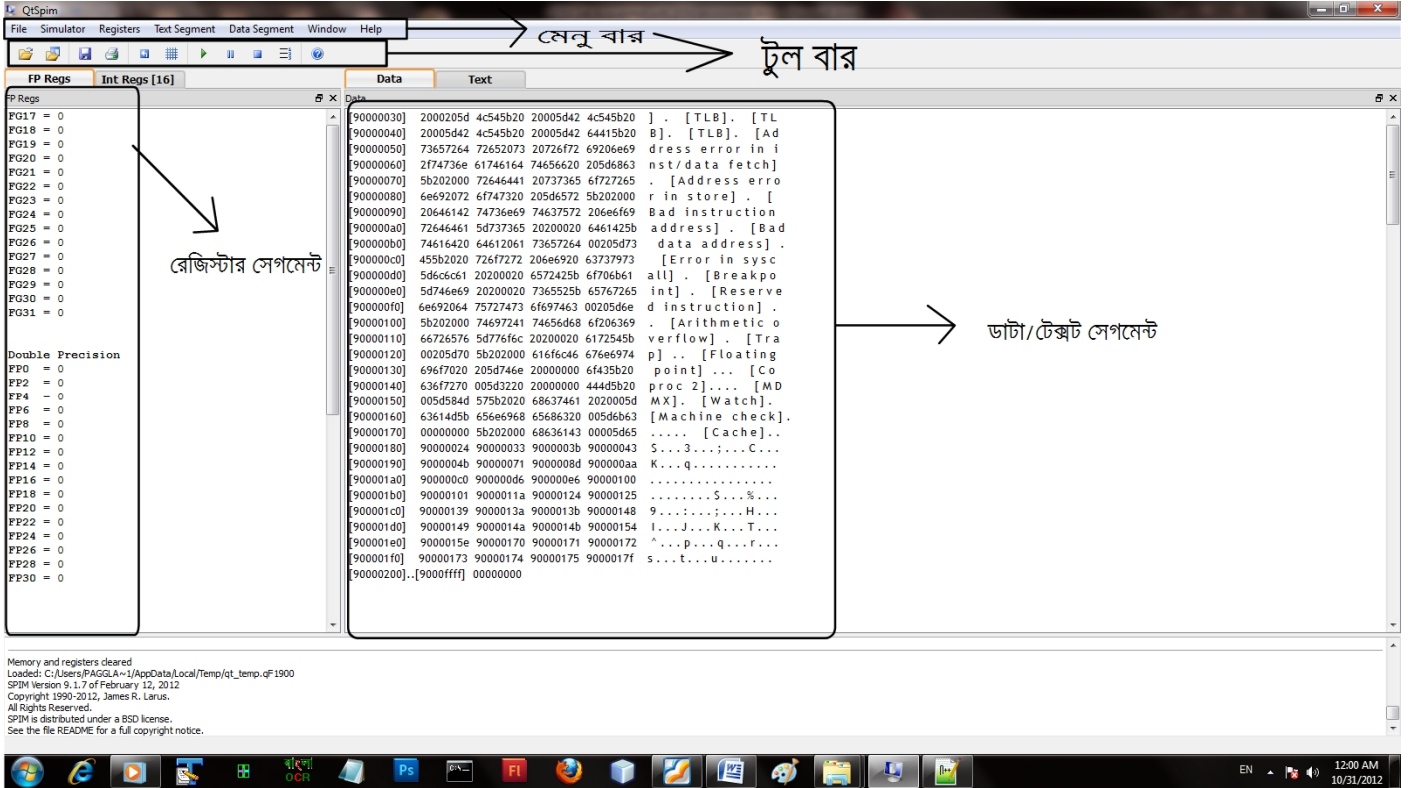 QtSpim
File Simulator Registers Text Segment Data Segment Window Help
মেনু বার
টুল বার
FP Regs Int Regs [16]
Data Text
FP Regs
Data
FG17 = 0
FG18 = 0
FG19 = 0
FG20 = 0
FG21 = 0
FG22 = 0
FG23 = 0
FG24 = 0
FG25 = 0
FG26 = 0
FG27 = 0
FG28 = 0
FG29 = 0
FG30 = 0
FG31 = 0
Double Precision
FP0 = 0
FP2 = 0
FP4 = 0
FP6 = 0
FP8 = 0
FP10 = 0
FP12 = 0
FP14 = 0
FP16 = 0
FP18 = 0
FP20 = 0
FP22 = 0
FP24 = 0
FP26 = 0
FP28 = 0
FP30 = 0
রেজিস্টার সেগমেন্ট
[90000030] 2000205d 4c545b20 20005d42 4c545b20 ] . [TLB]. [TL
[90000040] 20005d42 4c545b20 20005d42 64415b20 B]. [TLB]. [Ad
[90000050] 73657264 72652073 20726f72 69206e69 dress error in i
[90000060] 2f74736e 61746164 74656620 205d6863 nst/data fetch]
[90000070] 5b202000 72646441 20737365 6f727265 . [Address erro
[90000080] 6e692072 6f747320 205d6572 5b202000 r in store] . [
[90000090] 20646142 74736e69 74637572 206e6f69 Bad instruction
[900000a0] 72646461 5d737365 20200020 6461425b address] . [Bad
[900000b0] 74616420 64612061 73657264 00205d73 data address] .
[900000c0] 455b2020 726f7272 206e6920 63737973 [Error in sysc
[900000d0] 5d6c6c61 20200020 6572425b 6f706b61 all] . [Breakpo
[900000e0] 5d746e69 20200020 7365525b 65767265 int] . [Reserve
[900000f0] 6e692064 75727473 6f697463 00205d6e d instruction] .
[90000100] 5b202000 74697241 74656d68 6f206369 . [Arithmetic o
[90000110] 66726576 5d776f6c 20200020 6172545b verflow] . [Tra
[90000120] 00205d70 5b202000 616f6c46 676e6974 p] .. [Floating
[90000130] 696f7020 205d746e 20000000 6f435b20 point] ... [Co
[90000140] 636f7270 005d3220 20000000 444d5b20 proc 2].... [MD
[90000150] 005d584d 575b2020 68637461 2020005d MX]. [Watch].
[90000160] 63614d5b 656e6968 65686320 005d6b63 [Machine check].
[90000170] 00000000 5b202000 68636143 00005d65 ..... [Cache]..
[90000180] 90000024 90000033 9000003b 90000043 $...3...;...C...
[90000190] 9000004b 90000071 9000008d 900000aa K...q...........
[900001a0] 900000c0 900000d6 900000e6 90000100 ................
[900001b0] 90000101 9000011a 90000124 90000125 ........$...%...
[900001c0] 90000139 9000013a 9000013b 90000148 9...:...;...H...
[900001d0] 90000149 9000014a 9000014b 90000154 I...J...K...T...
[900001e0] 9000015e 90000170 90000171 90000172 ^...p...q...r...
[900001f0] 90000173 90000174 90000175 9000017f s...t...u.......
[90000200]..[9000ffff] 00000000
ডাটা/টেক্সট সেগমেন্ট
Memory and registers cleared
Loaded: C:/Users/PAGGLA~1/AppData/Local/Temp/qt_temp.qF1900
SPIM Version 9.1.7 of February 12, 2012
Copyright 1990-2012, James R. Larus.
All Rights Reserved.
SPIM is distributed under a BSD license.
See the file README for a full copyright notice.
বাংলা
OCR
Ps
Fl
EN
12:00 AM
10/31/2012